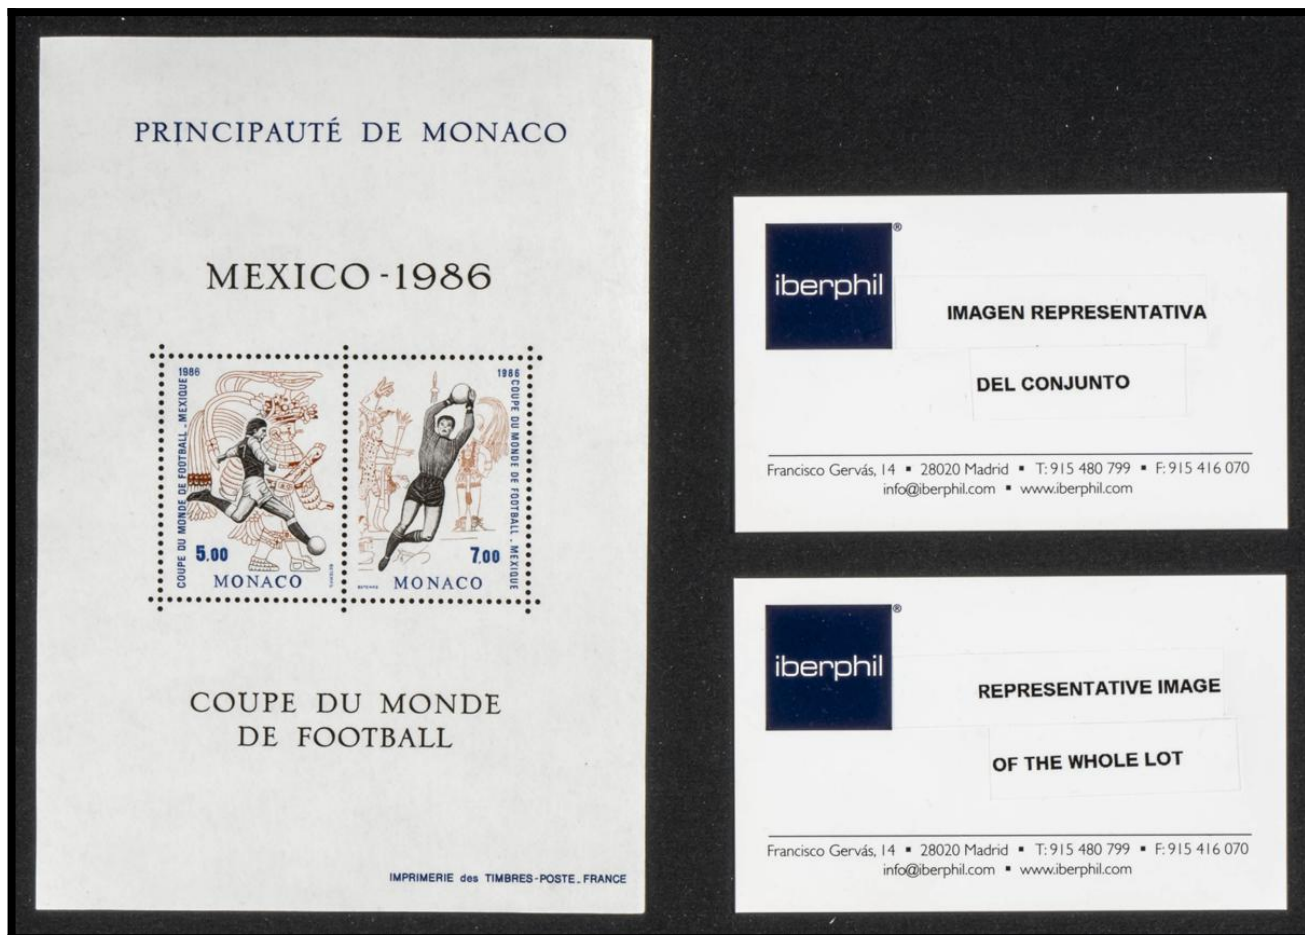 PRINCIPAUTÉ DE MONACO
MEXICO - 1986
1986
COUPE DU MONDE DE FOOTBALL _ MEXIQUE
5.00
MONACO
1986
COUPE DU MONDE DE FOOTBALL _ MEXIQUE
7.00
MONACO
COUPE DU MONDE
DE FOOTBALL
IMPRIMERIE des TIMBRES-POSTE_FRANCE
iberphil®
IMAGEN REPRESENTATIVA
DEL CONJUNTO
Francisco Gervás, 14 ▪ 28020 Madrid ▪ T: 915 480 799 ▪ F: 915 416 070
info@iberphil.com ▪ www.iberphil.com
iberphil®
REPRESENTATIVE IMAGE
OF THE WHOLE LOT
Francisco Gervás, 14 ▪ 28020 Madrid ▪ T: 915 480 799 ▪ F: 915 416 070
info@iberphil.com ▪ www.iberphil.com